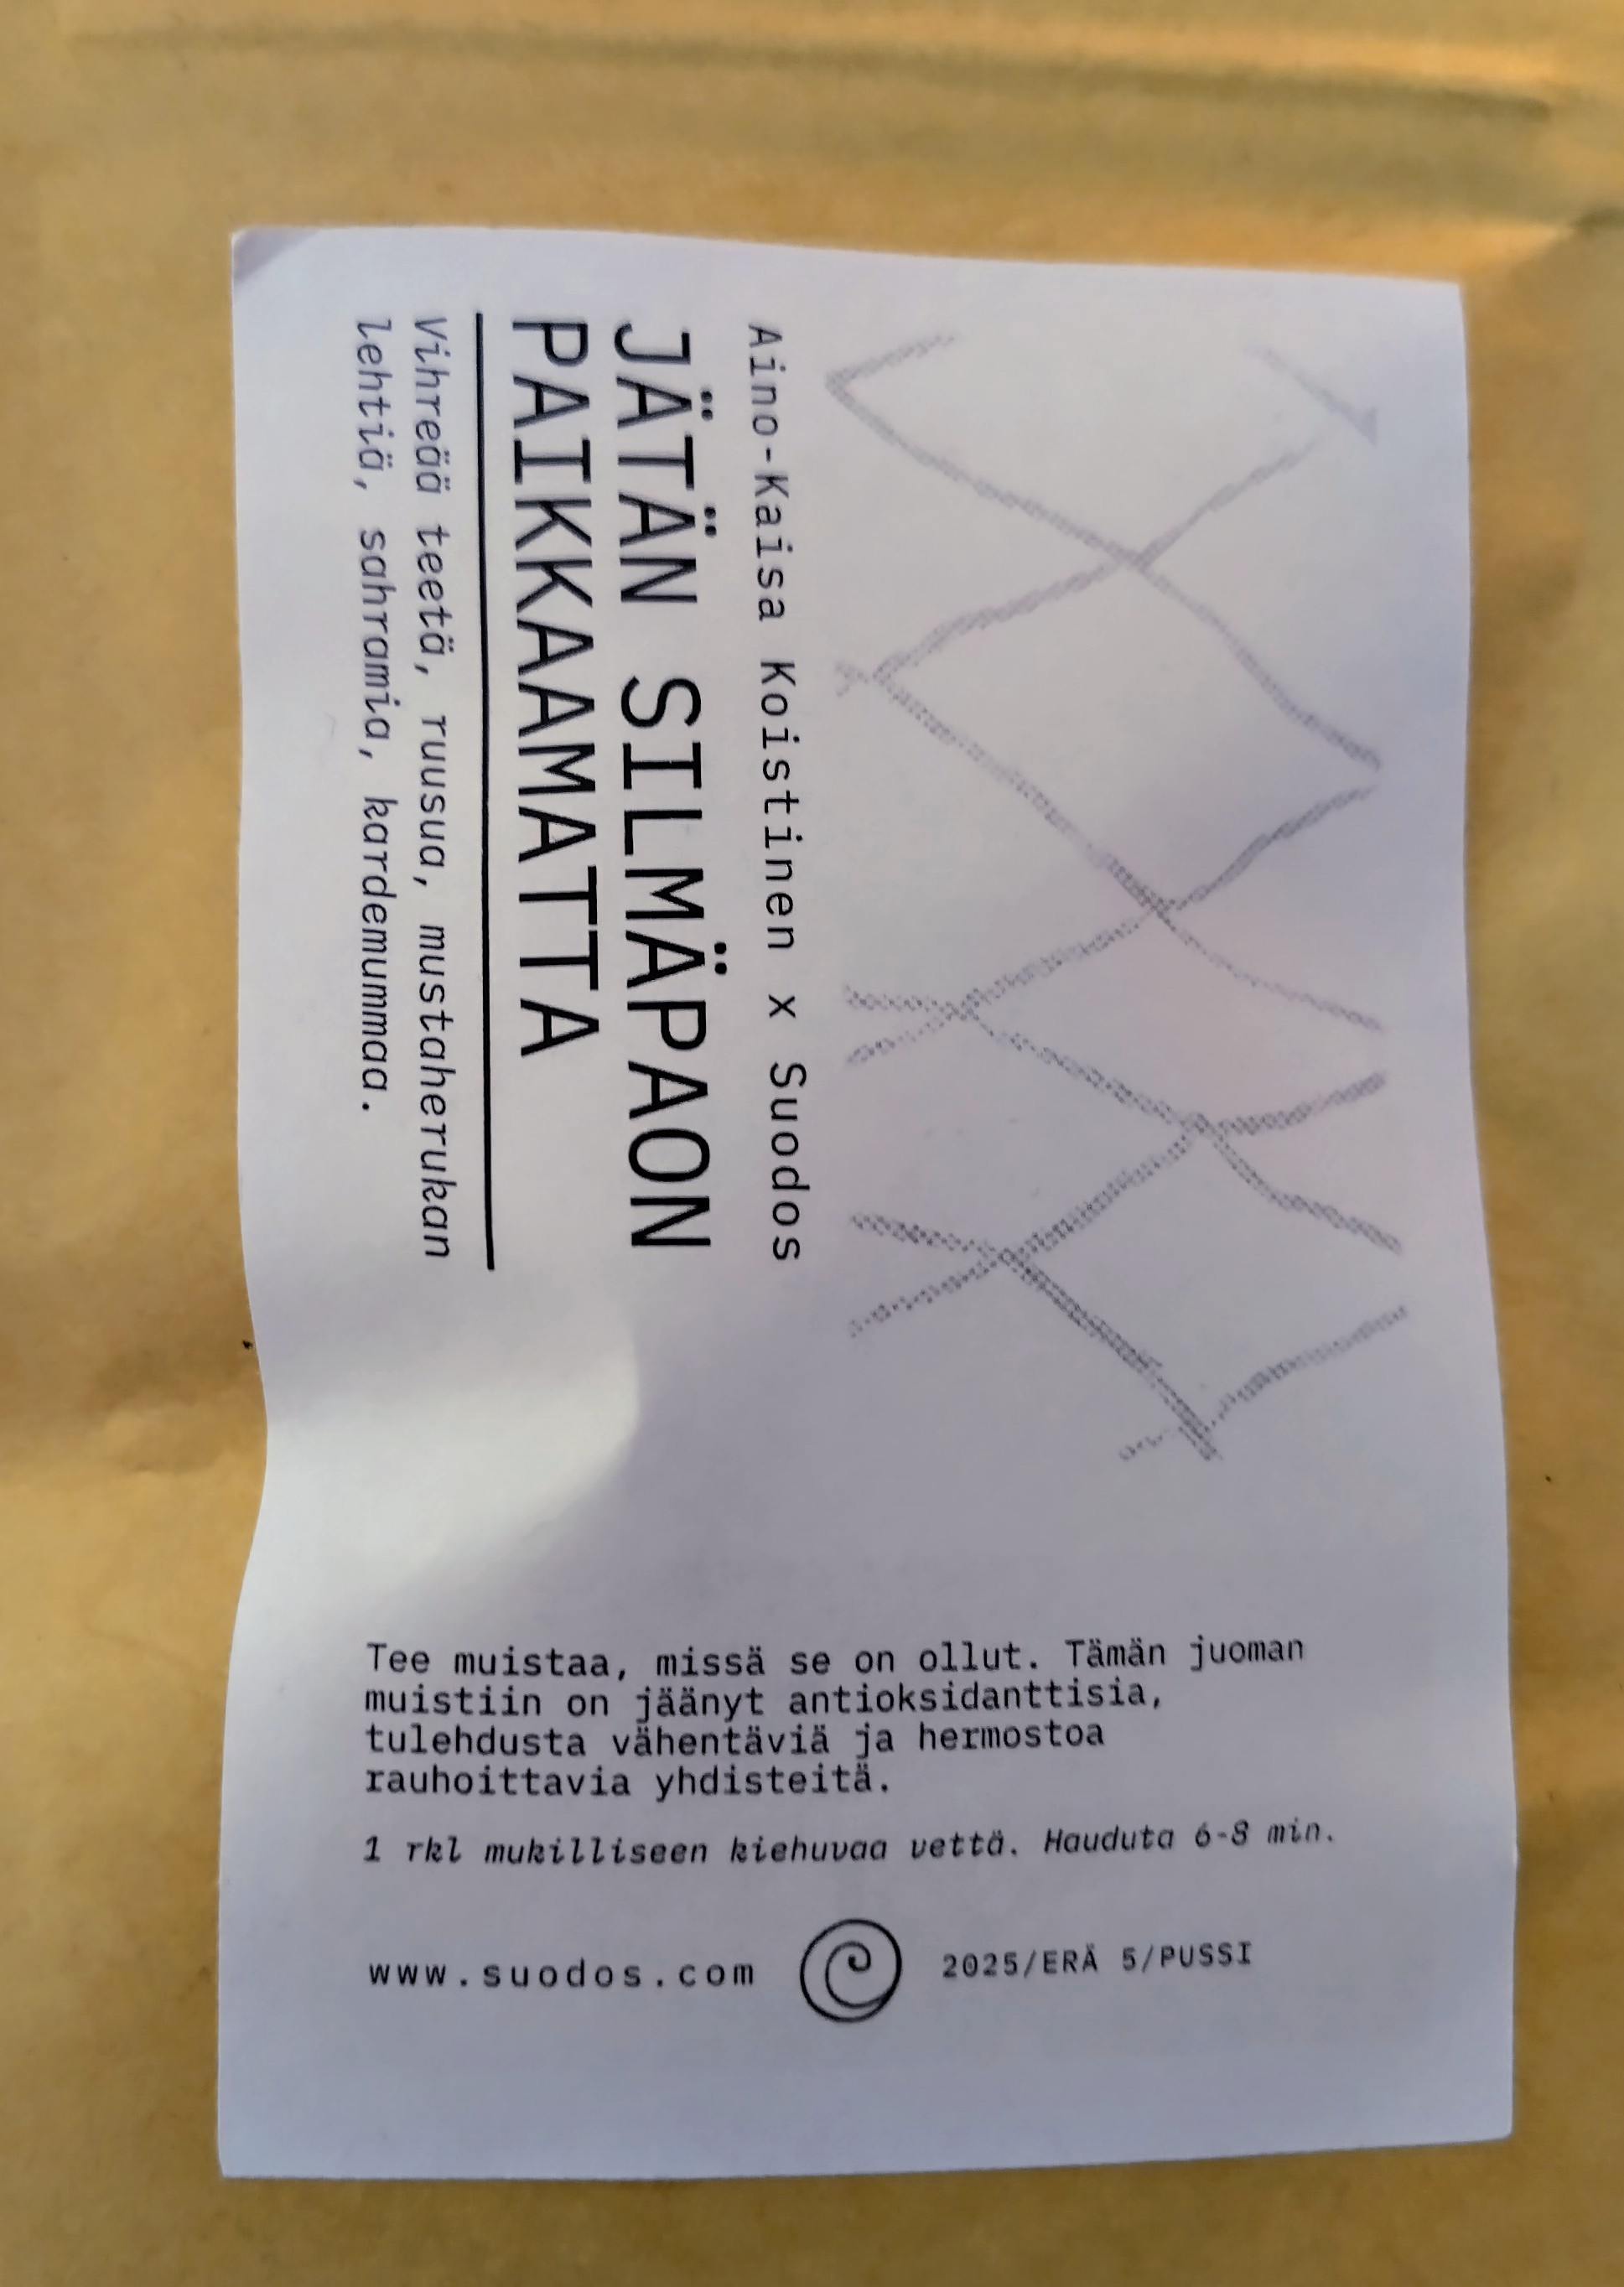 Aino-Kaisa Koistinen x Suodos
JÄTÄN SILMÄPAON
PAIKKAAMATTA
Vihreää teetä, ruusua, mustaherukan
lehtiä, sahramia, kardemummaa.
Tee muistaa, missä se on ollut. Tämän juoman
muistiin on jäänyt antioksidanttisia,
tulehdusta vähentäviä ja hermostoa
rauhoittavia yhdisteitä.
1 rkl mukilliseen kiehuvaa vettä. Hauduta 6-8 min.
www.suodos.com 2025/ERÄ 5/PUSSI